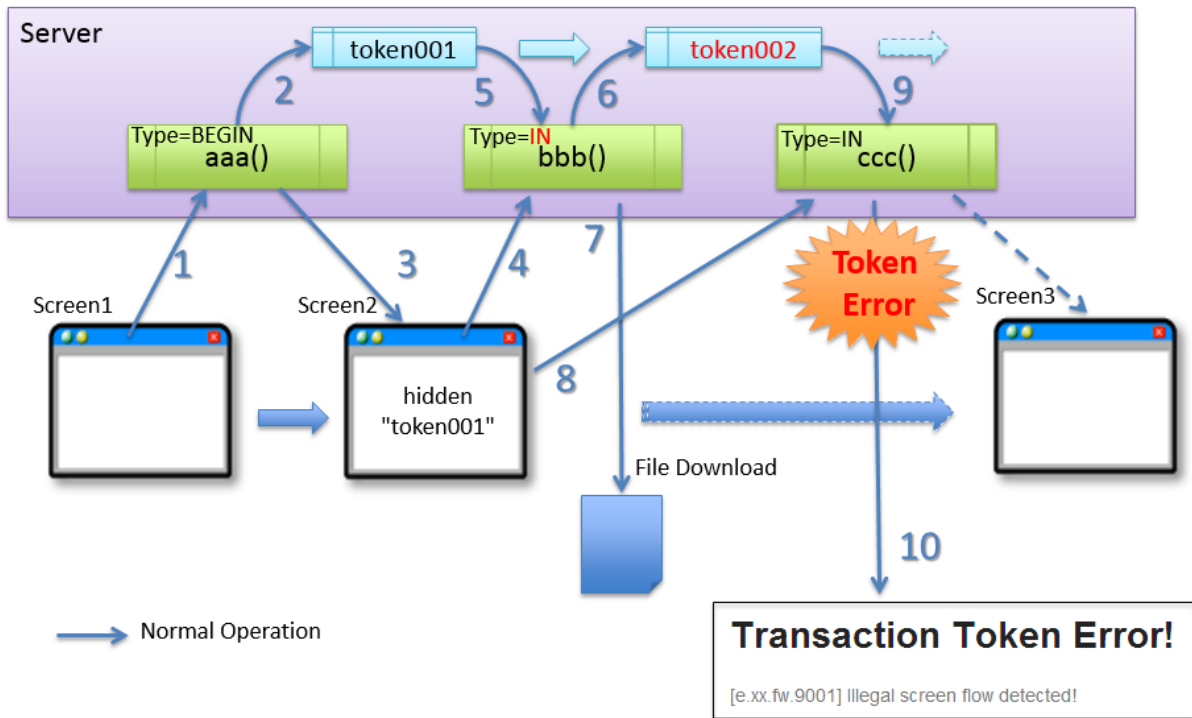 Server
token001
token002
2
5
6
9
Type=BEGIN
aaa()
Type=IN
bbb()
Type=IN
ccc()
1
3
4
7
8
Token
Error
Screen1
Screen2
Screen3
hidden
"token001"
File Download
10
Normal Operation
Transaction Token Error!
[e.xx.fw.9001] Illegal screen flow detected!